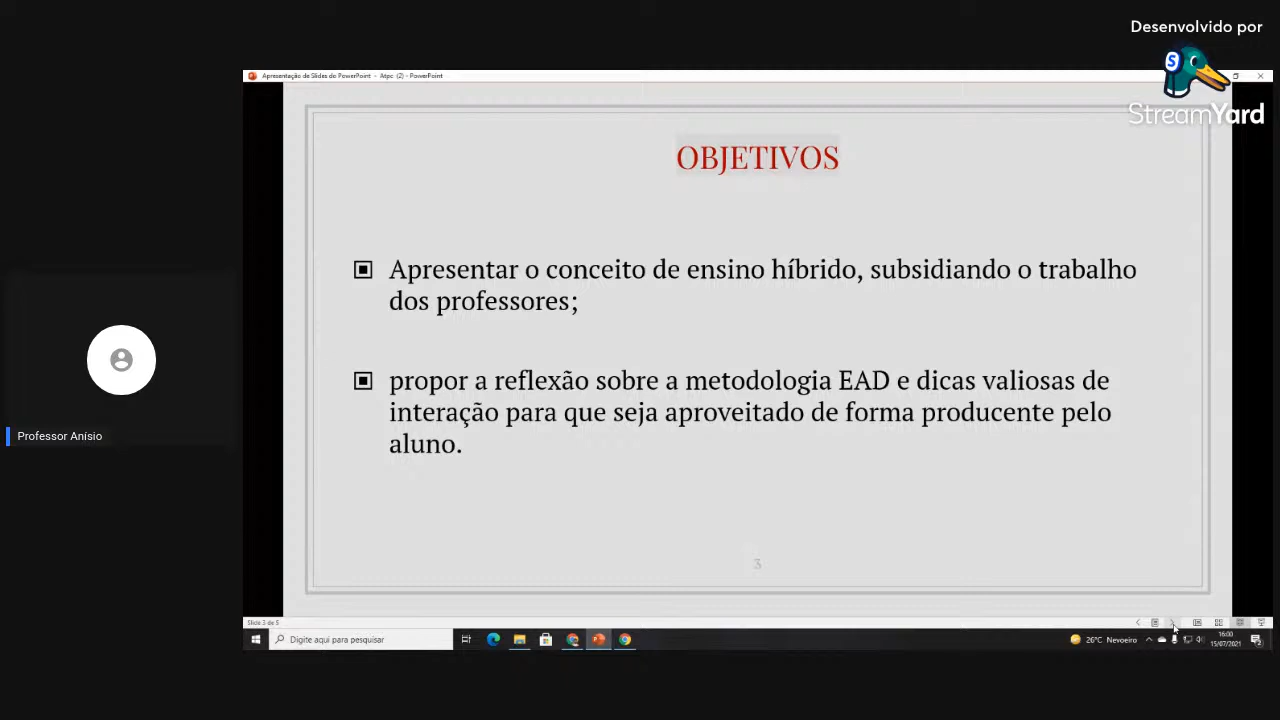 Desenvolvido por
StreamYard
Apresentação de Slides do PowerPoint - Atpc (2) - PowerPoint
OBJETIVOS
Apresentar o conceito de ensino híbrido, subsidiando o trabalho
dos professores;
propor a reflexão sobre a metodologia EAD e dicas valiosas de
interação para que seja aproveitado de forma producente pelo
aluno.
Professor Anísio
3
Slide 3 de 5
Digite aqui para pesquisar
26°C Nevoeiro
16:00
15/07/2021